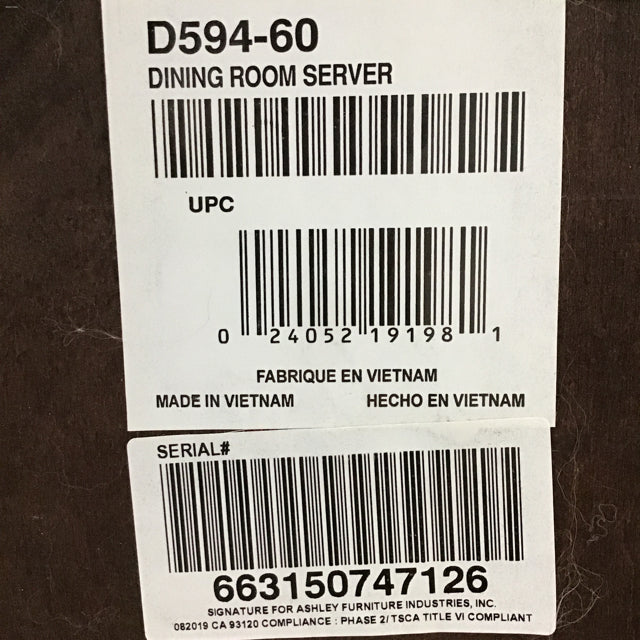 D594-60
DINING ROOM SERVER
UPC
0 24052 19198 1
FABRIQUE EN VIETNAM
MADE IN VIETNAM HECHO EN VIETNAM
SERIAL#
663150747126
SIGNATURE FOR ASHLEY FURNITURE INDUSTRIES, INC.
082019 CA 93120 COMPLIANCE : PHASE 2/ TSCA TITLE VI COMPLIANT